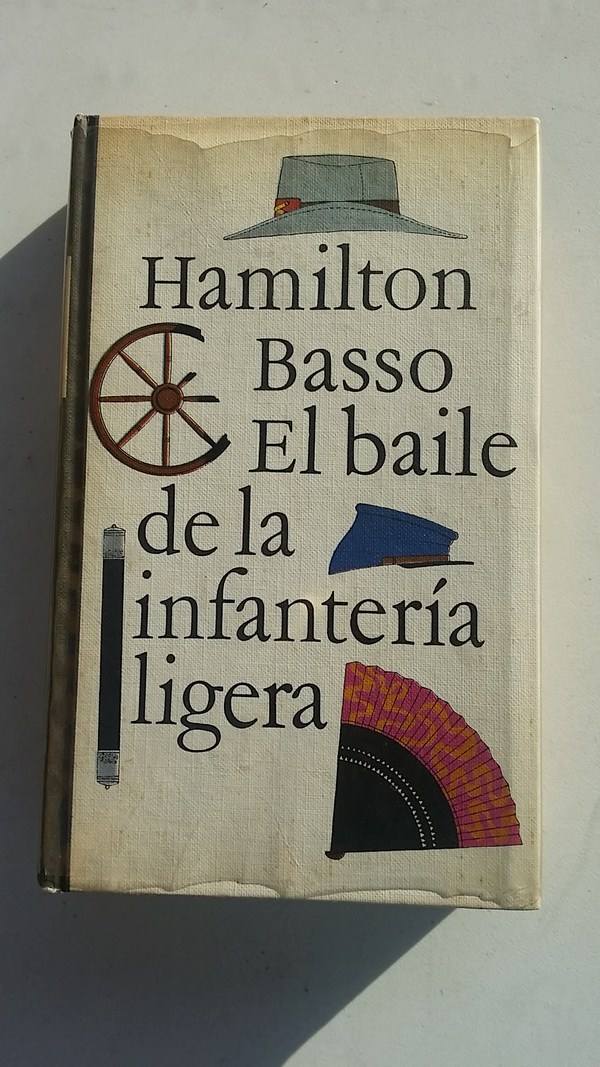 Hamilton
Basso
El baile
de la
infantería
ligera